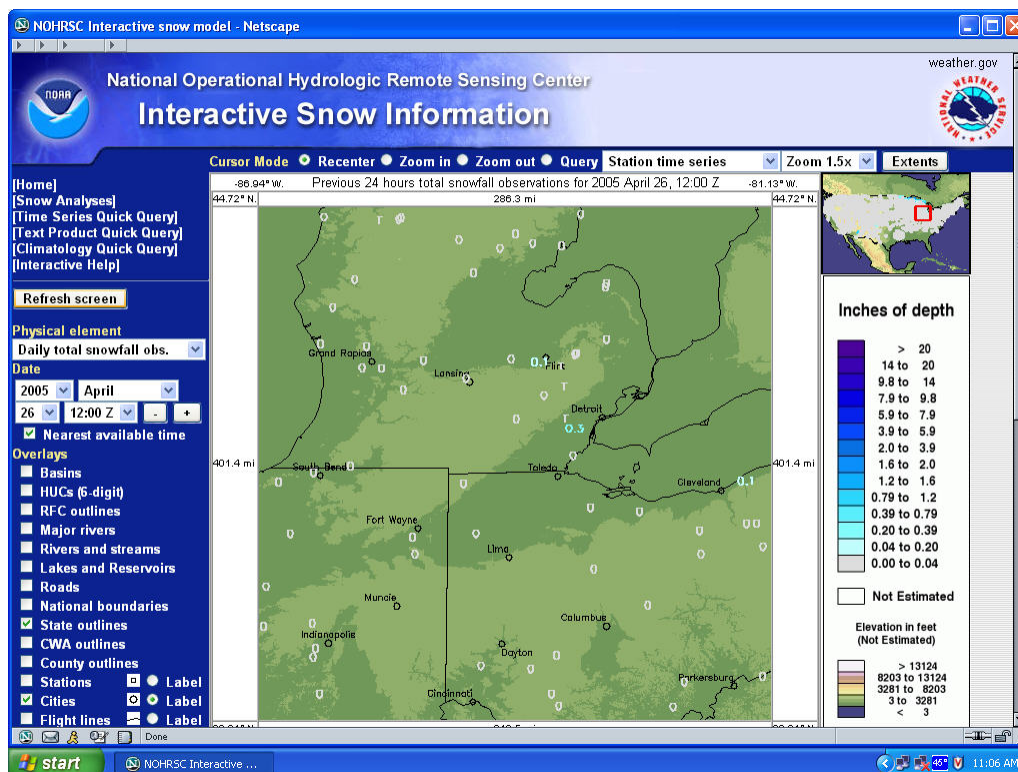 NOHRSC Interactive snow model - Netscape
weather.gov
NOAA
National Operational Hydrologic Remote Sensing Center
Interactive Snow Information
NATIONAL WEATHER SERVICE
Cursor Mode Recenter Zoom in Zoom out Query Station time series Zoom 1.5x Extents
[Home]
[Snow Analyses]
[Time Series Quick Query]
[Text Product Quick Query]
[Climatology Quick Query]
[Interactive Help]
Refresh screen
Physical element
Daily total snowfall obs.
Date
2005 April
26 12:00 Z - +
Nearest available time
Overlays
Basins
HUCs (6-digit)
RFC outlines
Major rivers
Rivers and streams
Lakes and Reservoirs
Roads
National boundaries
State outlines
CWA outlines
County outlines
Stations Label
Cities Label
Flight lines Label
-86.94° W. Previous 24 hours total snowfall observations for 2005 April 26, 12:00 Z -81.13° W.
44.72° N. 286.3 mi 44.72° N.
401.4 mi 401.4 mi
Grand Rapids
0.1
Flint
Lansing
T
Detroit
T
0.3
South Bend
Toledo
Cleveland 0.1
Fort Wayne
Lima
Muncie
Columbus
Indianapolis
Dayton
Parkersburg
Cincinnati
Inches of depth
> 20
14 to 20
9.8 to 14
7.9 to 9.8
5.9 to 7.9
3.9 to 5.9
2.0 to 3.9
1.6 to 2.0
1.2 to 1.6
0.79 to 1.2
0.39 to 0.79
0.20 to 0.39
0.04 to 0.20
0.00 to 0.04
Not Estimated
Elevation in feet
(Not Estimated)
> 13124
8203 to 13124
3281 to 8203
3 to 3281
< 3
Done
start NOHRSC Interactive ... 46° 11:06 AM